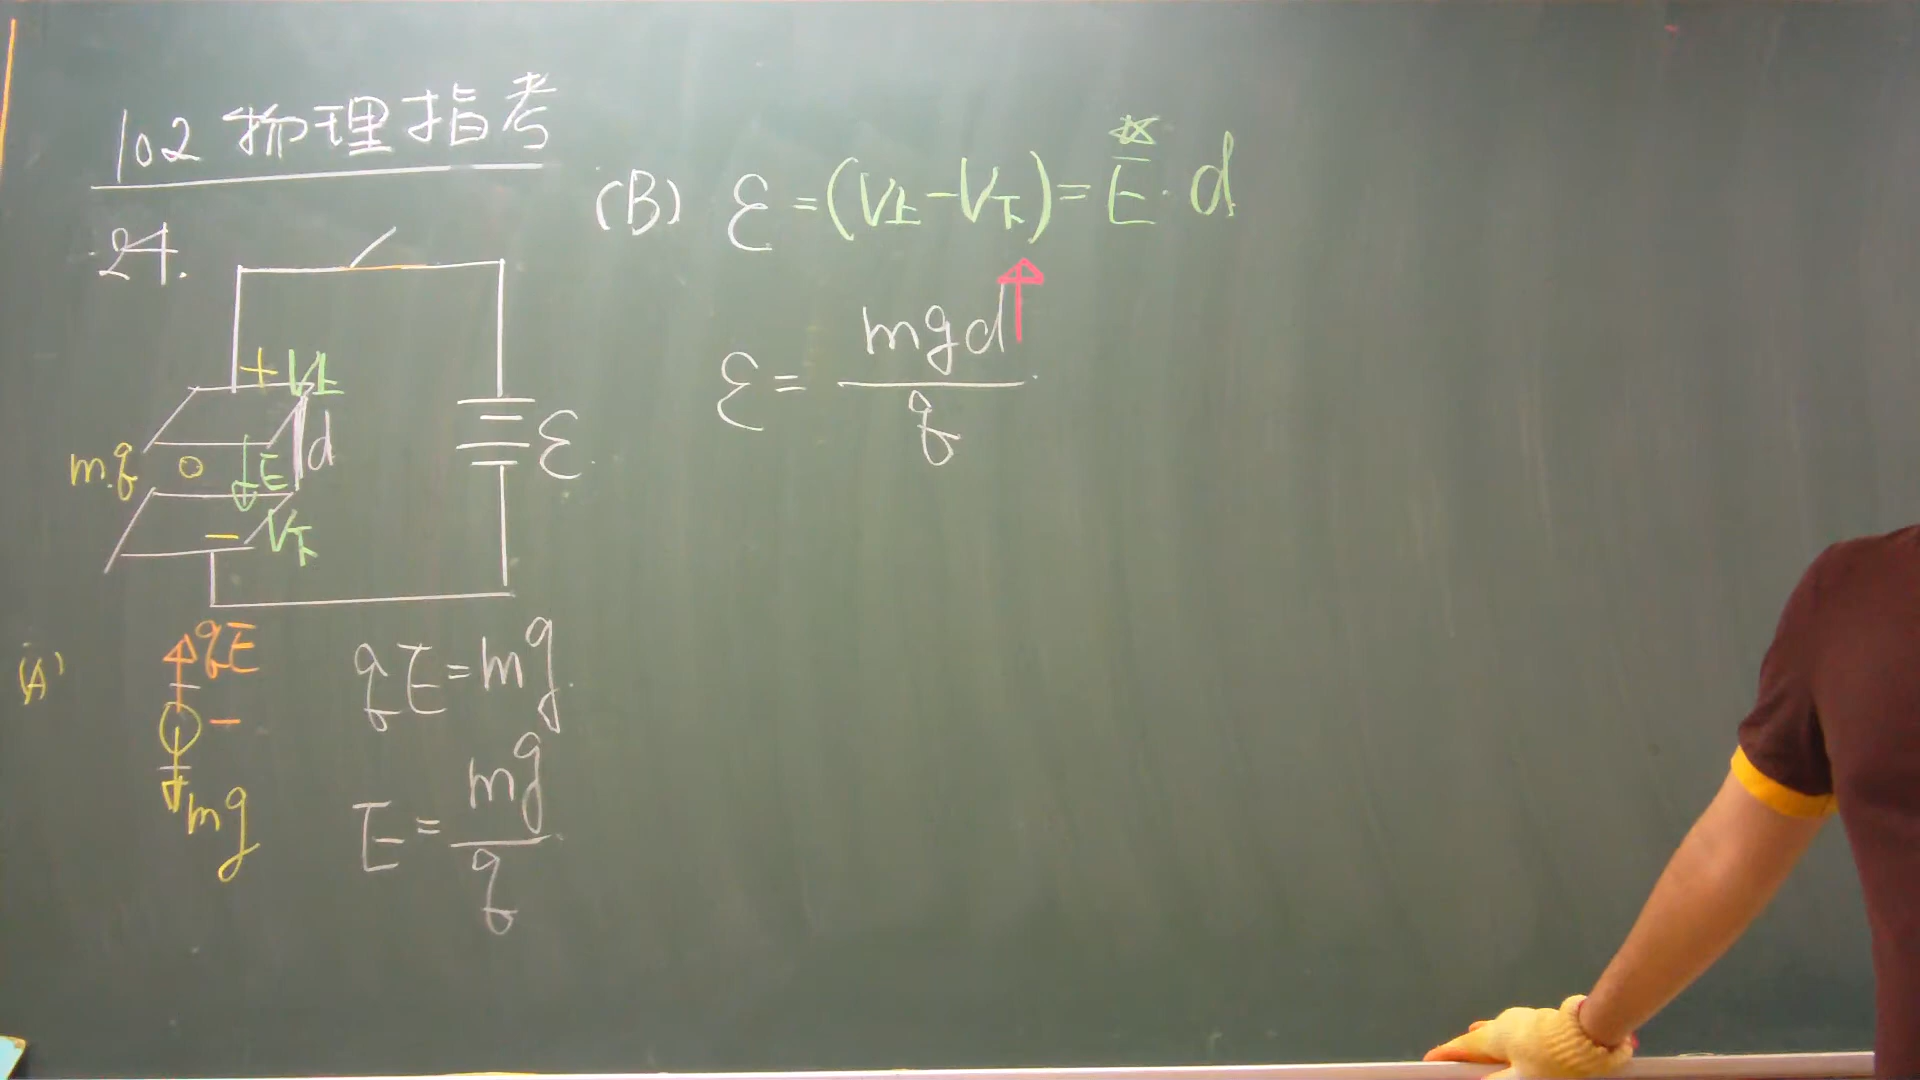 102 物理指考
24.
+ V上
d
m.q
E
ε
- V下
(A)
qE
-
mg
qE=mg
E = mg/q
(B) ε =(V上-V下)= E·d
ε = mgd/q